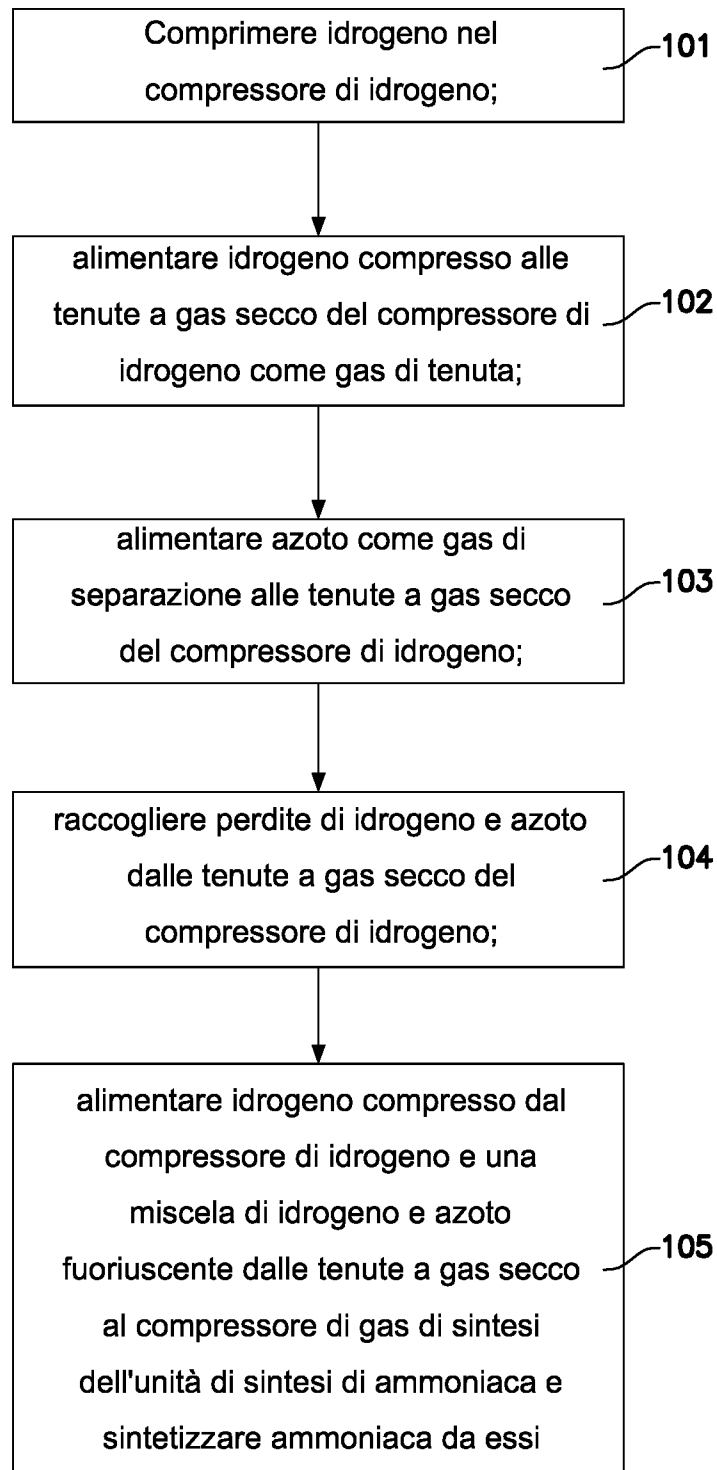 Comprimere idrogeno nel
compressore di idrogeno;
101
alimentare idrogeno compresso alle
tenute a gas secco del compressore di
idrogeno come gas di tenuta;
102
alimentare azoto come gas di
separazione alle tenute a gas secco
del compressore di idrogeno;
103
raccogliere perdite di idrogeno e azoto
dalle tenute a gas secco del
compressore di idrogeno;
104
alimentare idrogeno compresso dal
compressore di idrogeno e una
miscela di idrogeno e azoto
fuoriuscente dalle tenute a gas secco
al compressore di gas di sintesi
dell'unità di sintesi di ammoniaca e
sintetizzare ammoniaca da essi
105